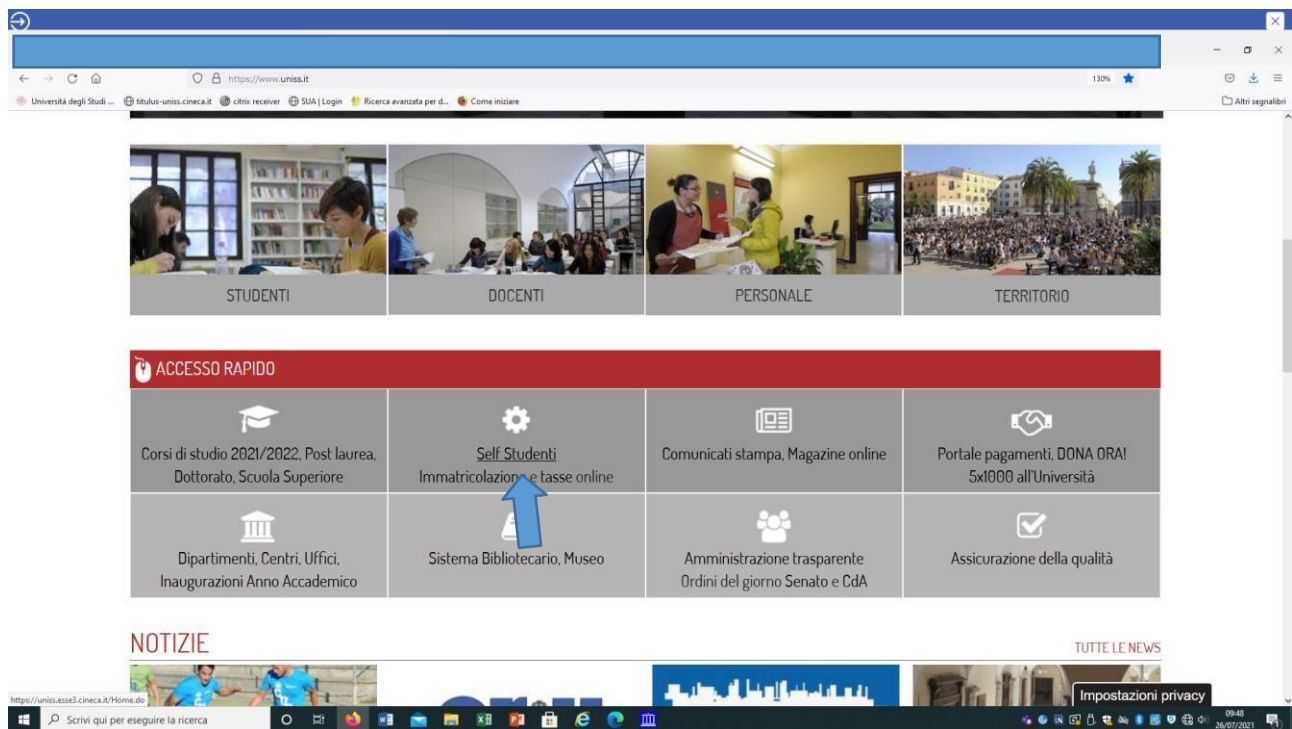 https://www.uniss.it
130%
Università degli Studi ...
titulus-uniss.cineca.it
citrix receiver
SUA | Login
Ricerca avanzata per d...
Come iniziare
Altri segnalibri
STUDENTI
DOCENTI
PERSONALE
TERRITORIO
ACCESSO RAPIDO
Corsi di studio 2021/2022, Post laurea,
Dottorato, Scuola Superiore
Self Studenti
Immatricolazione e tasse online
Comunicati stampa, Magazine online
Portale pagamenti, DONA ORA!
5x1000 all'Università
Dipartimenti, Centri, Uffici,
Inaugurazioni Anno Accademico
Sistema Bibliotecario, Museo
Amministrazione trasparente
Ordini del giorno Senato e CdA
Assicurazione della qualità
NOTIZIE
TUTTE LE NEWS
https://uniss.esse3.cineca.it/Home.do
Impostazioni privacy
Scrivi qui per eseguire la ricerca
09:48
26/07/2021